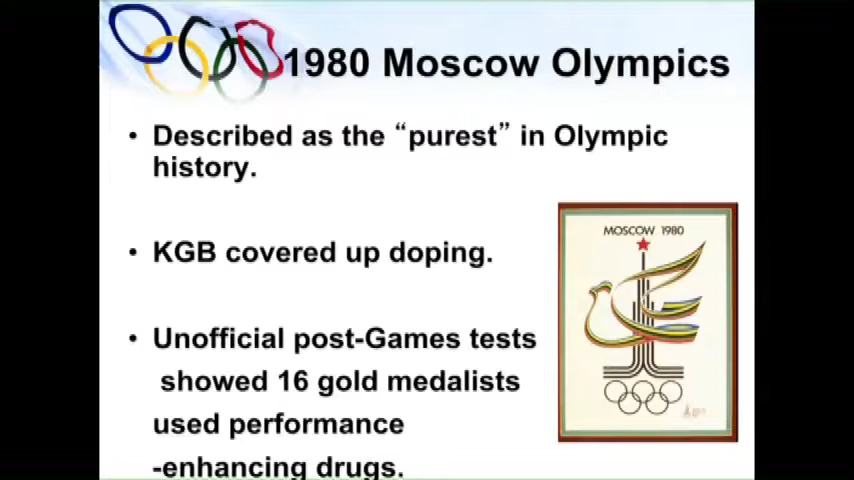 1980 Moscow Olympics
• Described as the “purest” in Olympic
history.
• KGB covered up doping.
MOSCOW 1980
• Unofficial post-Games tests
showed 16 gold medalists
used performance
-enhancing drugs.